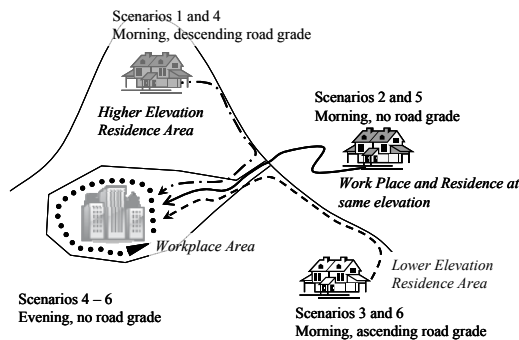 Scenarios 1 and 4
Morning, descending road grade
Higher Elevation
Residence Area
Scenarios 2 and 5
Morning, no road grade
Work Place and Residence at
same elevation
Workplace Area
Lower Elevation
Residence Area
Scenarios 4 – 6
Evening, no road grade
Scenarios 3 and 6
Morning, ascending road grade